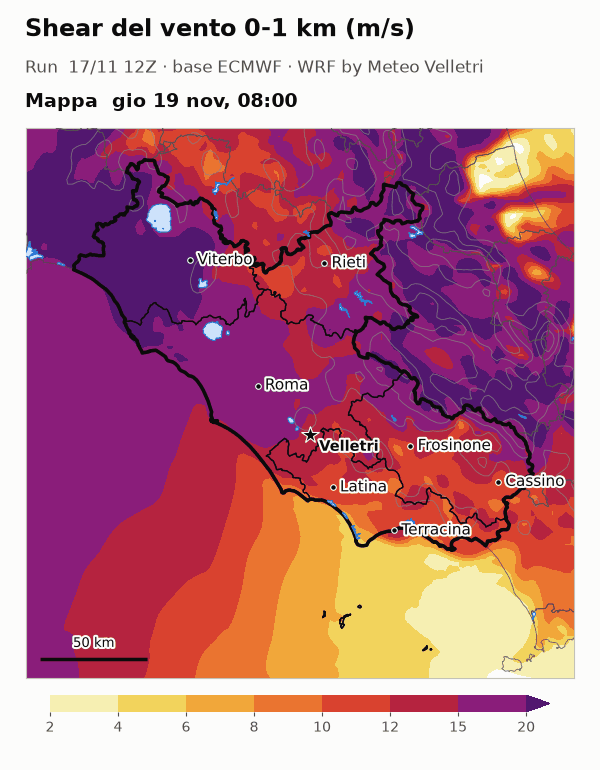 Shear del vento 0-1 km (m/s)
Run  17/11 12Z · base ECMWF · WRF by Meteo Velletri
Mappa  gio 19 nov, 08:00
Viterbo
Rieti
Roma
Velletri
Frosinone
Latina
Cassino
Terracina
50 km
2 4 6 8 10 12 15 20